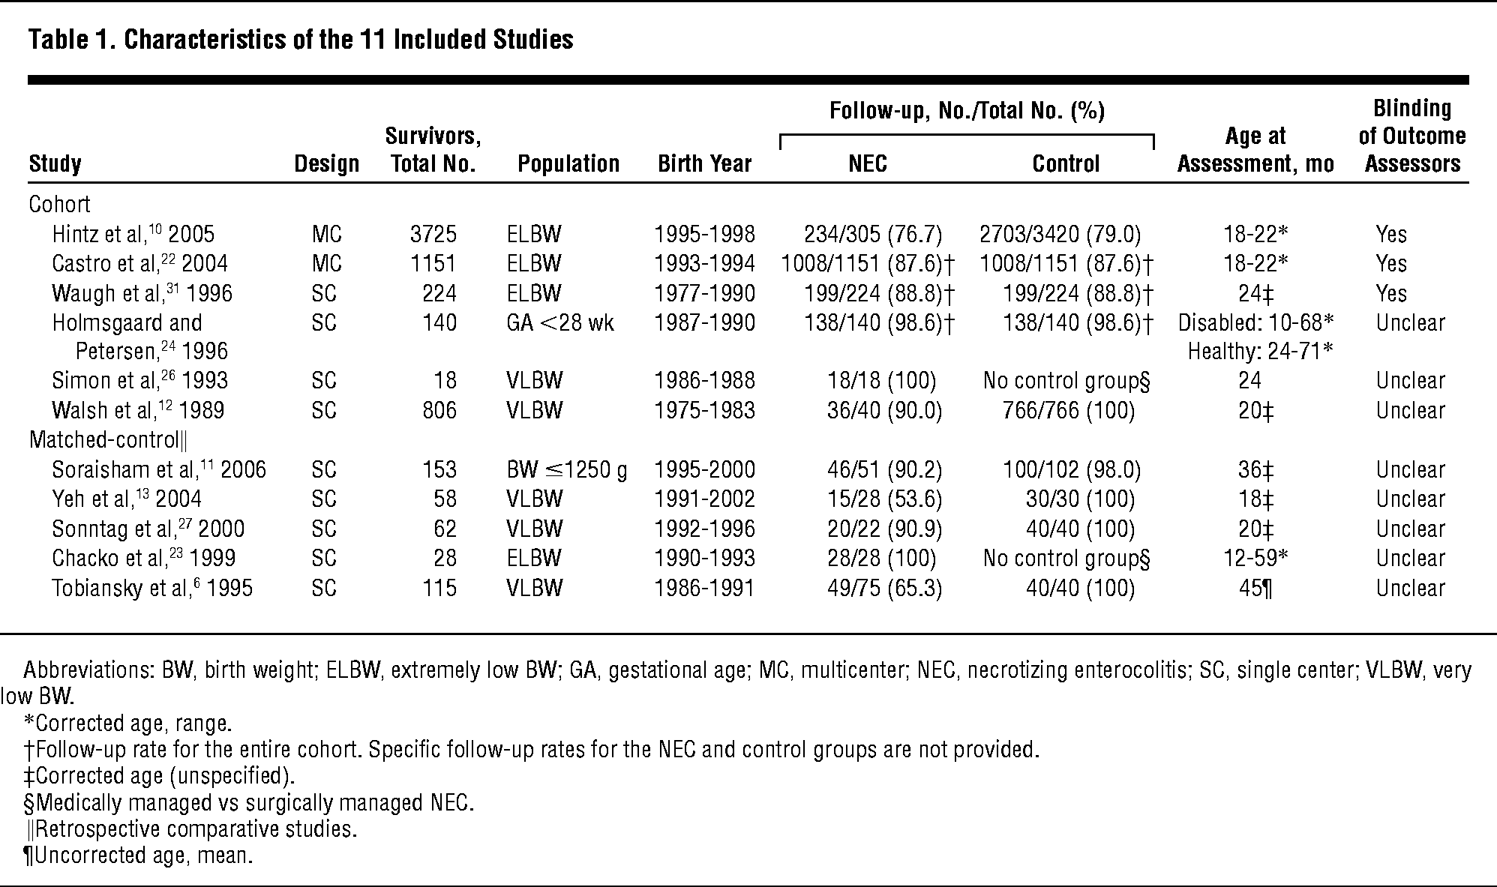 Table 1. Characteristics of the 11 Included Studies
Follow-up, No./Total No. (%)
Study Design Survivors, Total No. Population Birth Year NEC Control Age at Assessment, mo Blinding of Outcome Assessors
Cohort
Hintz et al,10 2005 MC 3725 ELBW 1995-1998 234/305 (76.7) 2703/3420 (79.0) 18-22* Yes
Castro et al,22 2004 MC 1151 ELBW 1993-1994 1008/1151 (87.6)† 1008/1151 (87.6)† 18-22* Yes
Waugh et al,31 1996 SC 224 ELBW 1977-1990 199/224 (88.8)† 199/224 (88.8)† 24‡ Yes
Holmsgaard and SC 140 GA <28 wk 1987-1990 138/140 (98.6)† 138/140 (98.6)† Disabled: 10-68* Unclear
Petersen,24 1996 Healthy: 24-71*
Simon et al,26 1993 SC 18 VLBW 1986-1988 18/18 (100) No control group§ 24 Unclear
Walsh et al,12 1989 SC 806 VLBW 1975-1983 36/40 (90.0) 766/766 (100) 20‡ Unclear
Matched-control||
Soraisham et al,11 2006 SC 153 BW ≤1250 g 1995-2000 46/51 (90.2) 100/102 (98.0) 36‡ Unclear
Yeh et al,13 2004 SC 58 VLBW 1991-2002 15/28 (53.6) 30/30 (100) 18‡ Unclear
Sonntag et al,27 2000 SC 62 VLBW 1992-1996 20/22 (90.9) 40/40 (100) 20‡ Unclear
Chacko et al,23 1999 SC 28 ELBW 1990-1993 28/28 (100) No control group§ 12-59* Unclear
Tobiansky et al,6 1995 SC 115 VLBW 1986-1991 49/75 (65.3) 40/40 (100) 45¶ Unclear
Abbreviations: BW, birth weight; ELBW, extremely low BW; GA, gestational age; MC, multicenter; NEC, necrotizing enterocolitis; SC, single center; VLBW, very
low BW.
*Corrected age, range.
†Follow-up rate for the entire cohort. Specific follow-up rates for the NEC and control groups are not provided.
‡Corrected age (unspecified).
§Medically managed vs surgically managed NEC.
||Retrospective comparative studies.
¶Uncorrected age, mean.